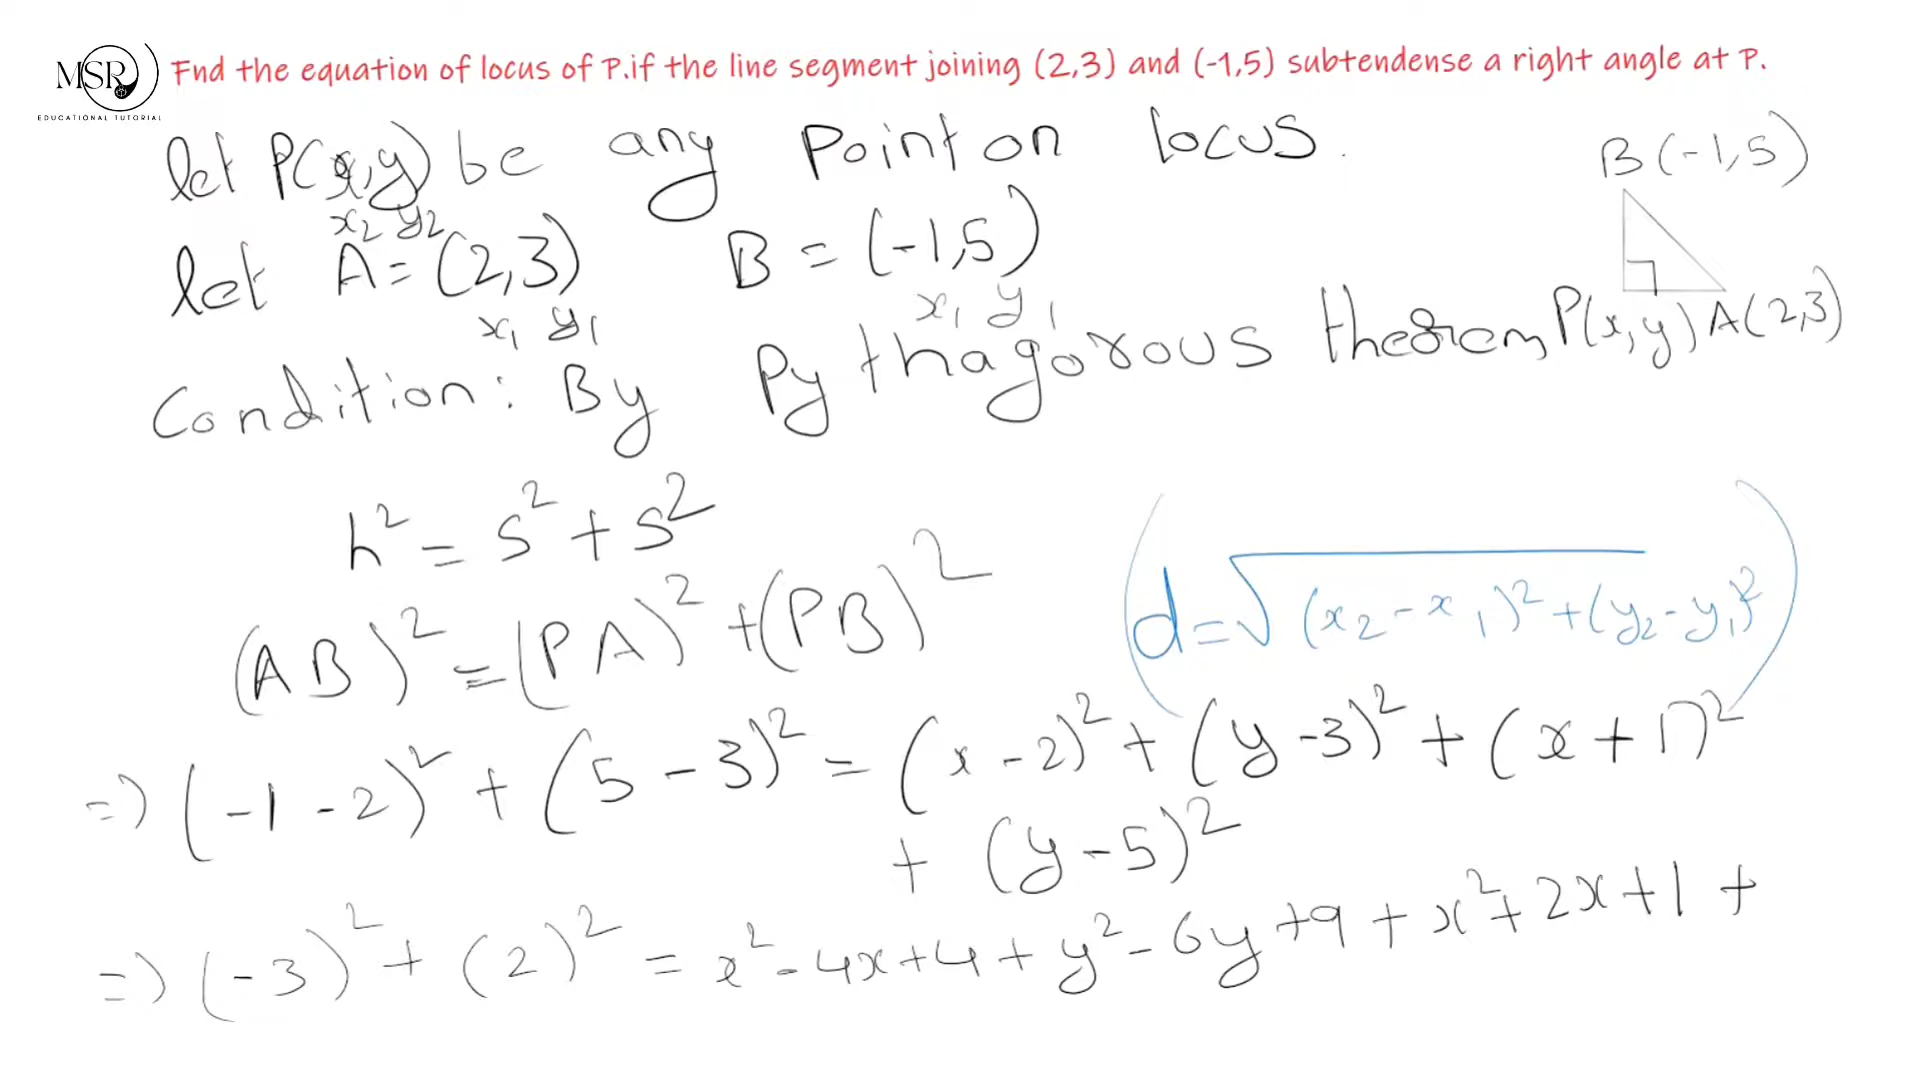 MSR
EDUCATIONAL TUTORIAL
Fnd the equation of locus of P.if the line segment joining (2,3) and (-1,5) subtendense a right angle at P.
let P(x,y) be any Point on locus.
x₂ y₂
B(-1,5)
let A=(2,3) B = (-1,5)
x₁ y₁ x₁ y₁
P(x,y) A(2,3)
Condition: By Pythagorous theorem
h² = s² + s²
(AB)² = (PA)² + (PB)²
(d=√(x₂-x₁)²+(y₂-y₁)²)
=) (-1-2)² + (5-3)² = (x-2)² + (y-3)² + (x+1)²
+ (y-5)²
=) (-3)² + (2)² = x²-4x+4+y²-6y+9+x²+2x+1+